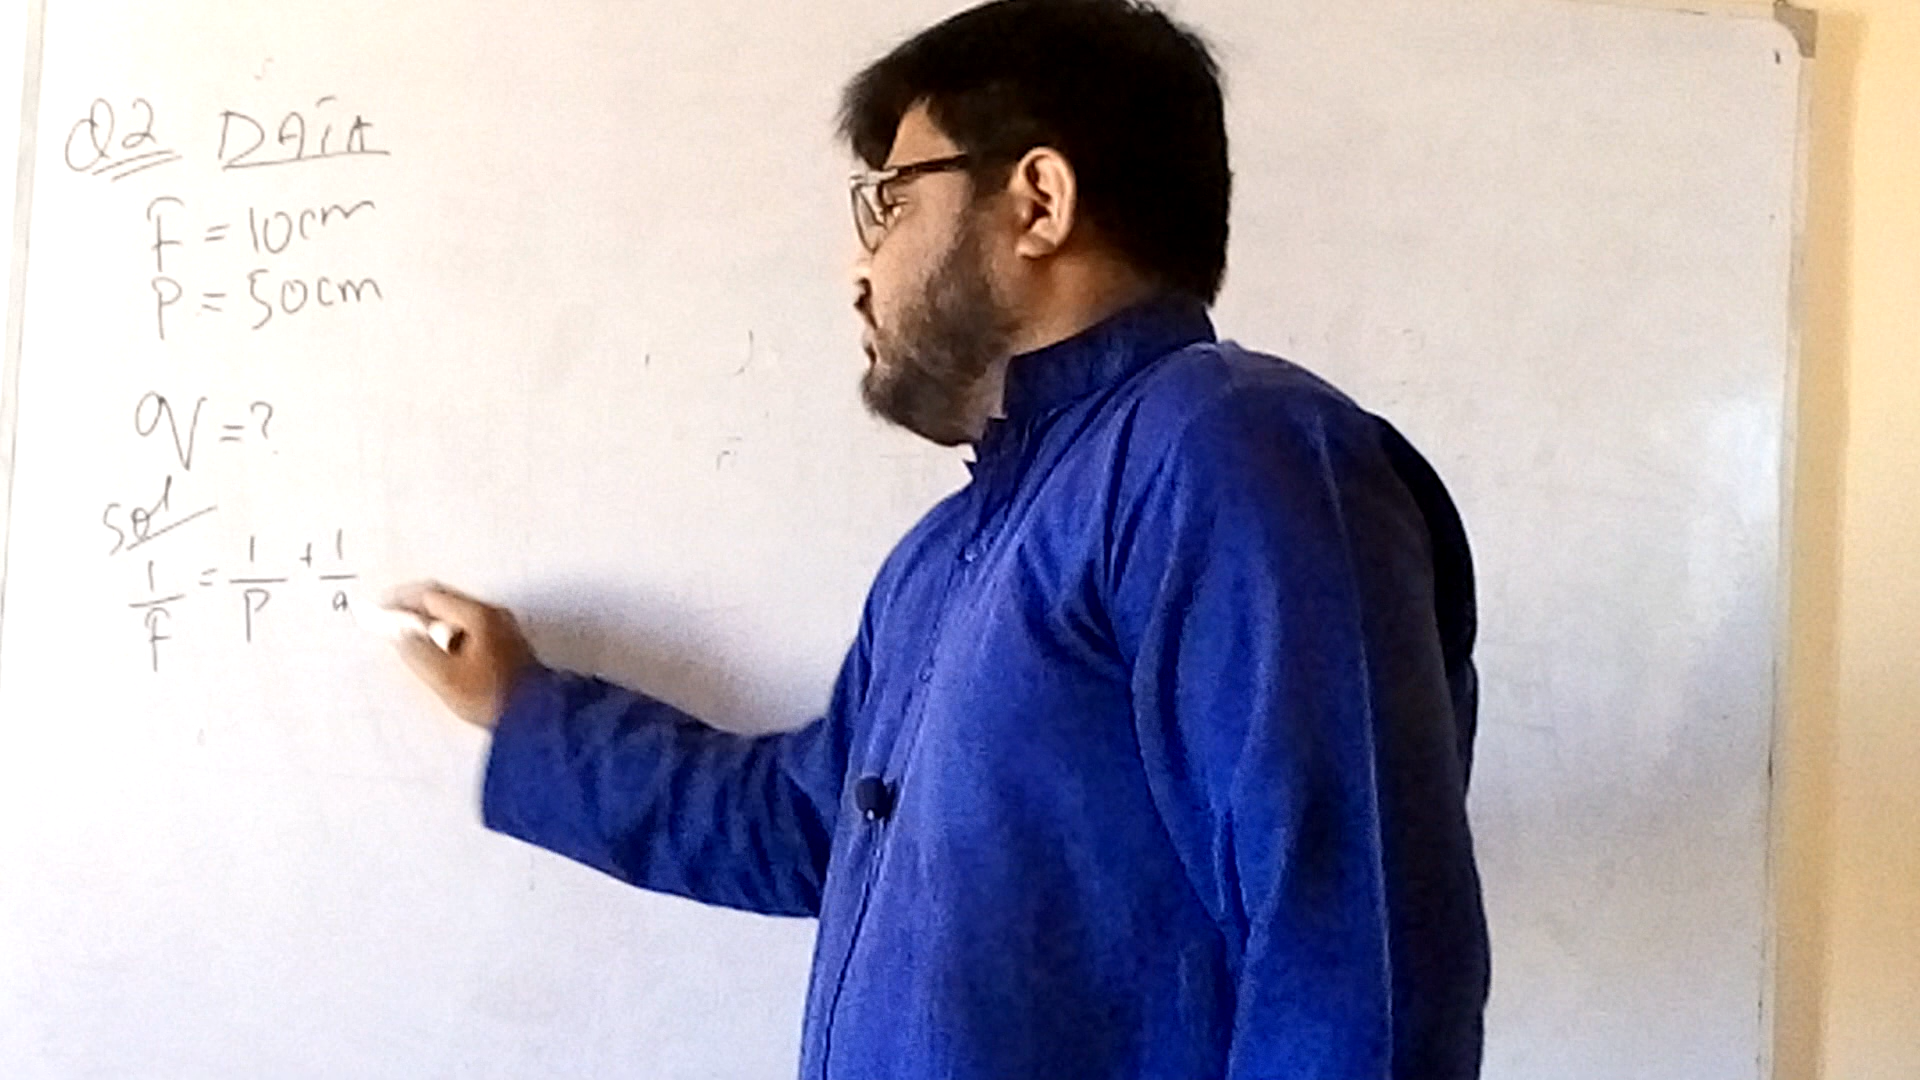 Q2 DATA
F = 10cm
P = 50cm
q = ?
Sol
1/F = 1/P + 1/q